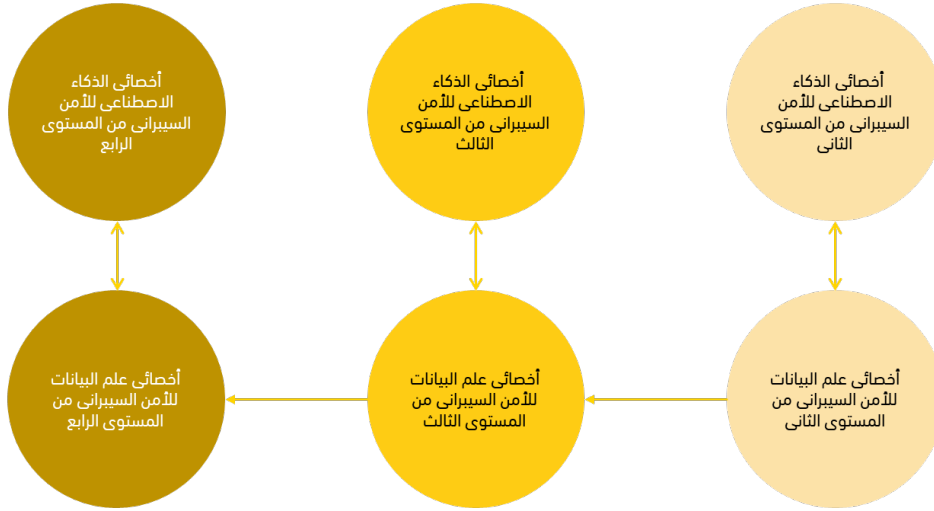 أخصائي الذكاء
الاصطناعي للأمن
السيبراني من المستوى
الثاني
أخصائي الذكاء
الاصطناعي للأمن
السيبراني من المستوى
الثالث
أخصائي الذكاء
الاصطناعي للأمن
السيبراني من المستوى
الرابع
أخصائي علم البيانات
للأمن السيبراني من
المستوى الثاني
أخصائي علم البيانات
للأمن السيبراني من
المستوى الثالث
أخصائي علم البيانات
للأمن السيبراني من
المستوى الرابع